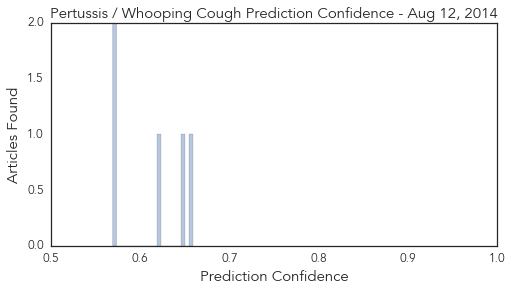 Pertussis / Whooping Cough Prediction Confidence - Aug 12, 2014
2.0
1.5
1.0
0.5
0.0
Articles Found
0.5 0.6 0.7 0.8 0.9 1.0
Prediction Confidence